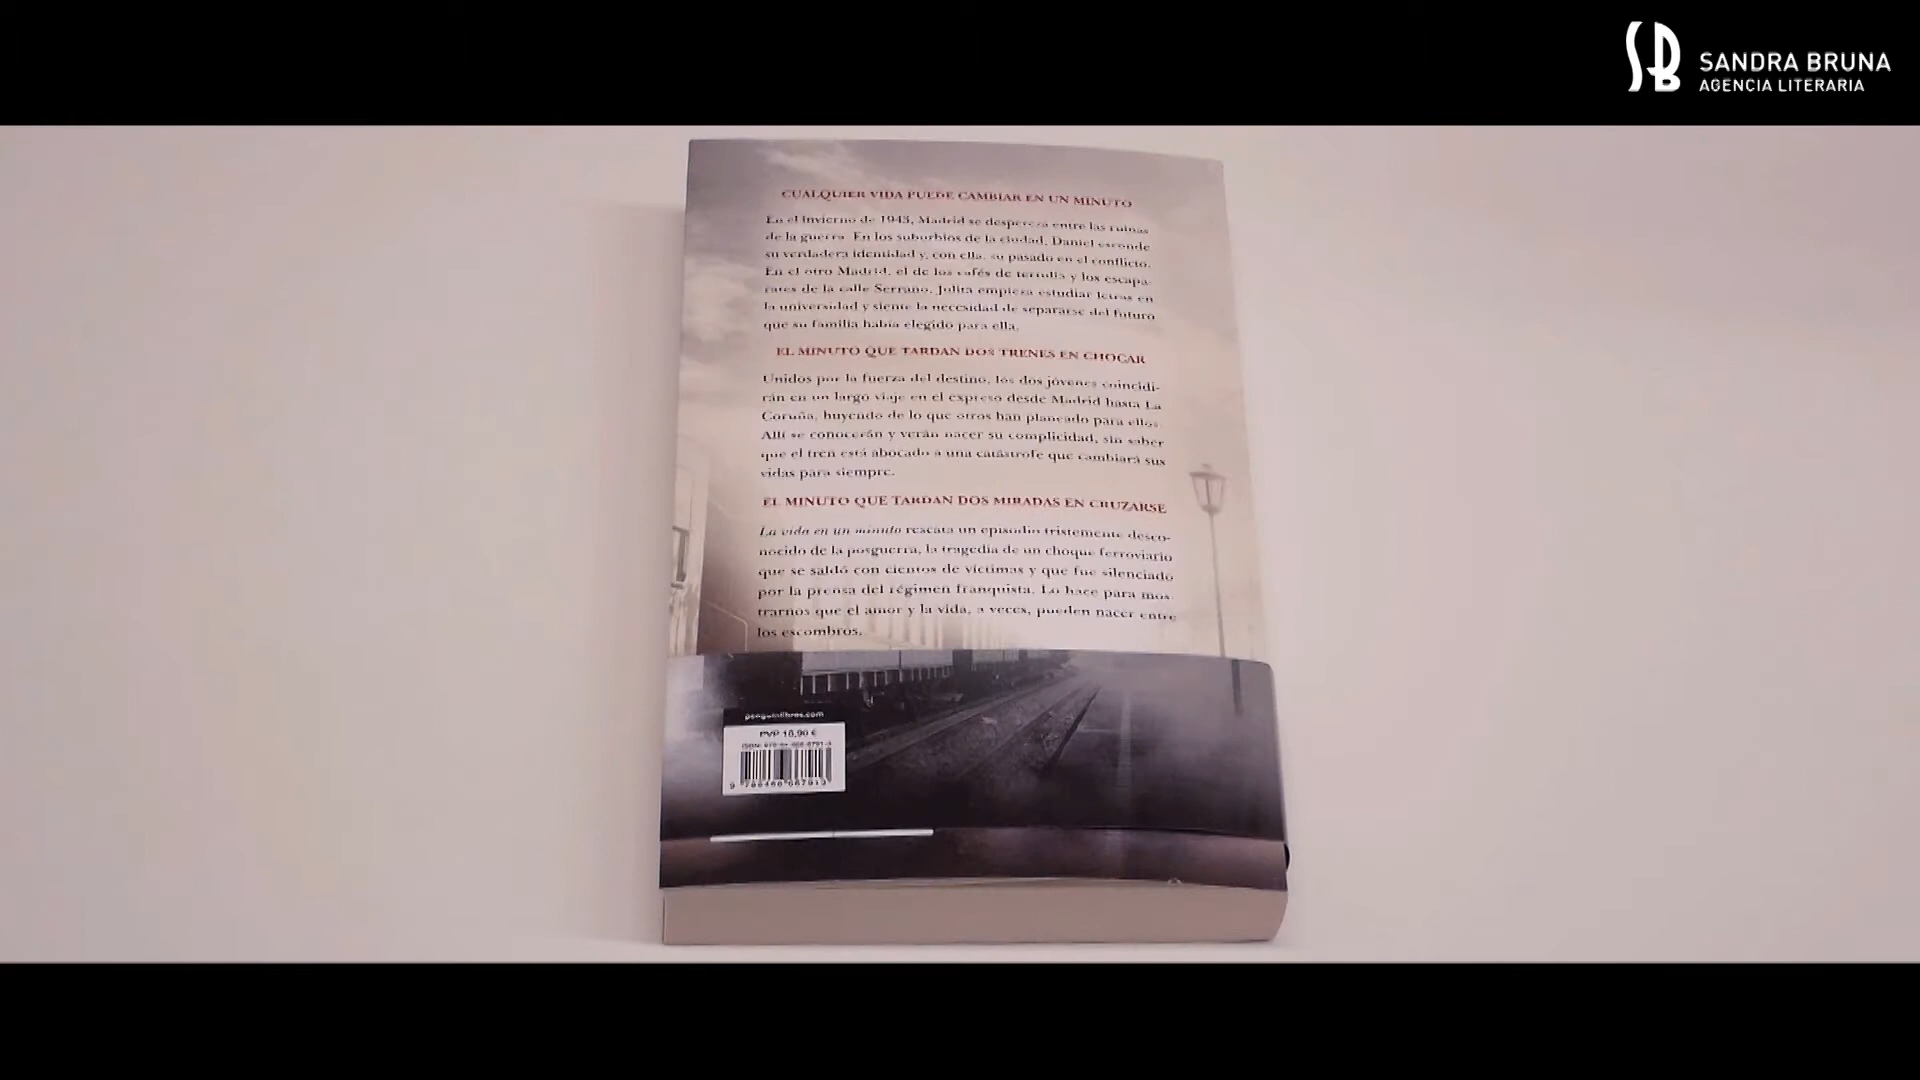 SB SANDRA BRUNA
AGENCIA LITERARIA
CUALQUIER VIDA PUEDE CAMBIAR EN UN MINUTO
En el invierno de 1943, Madrid se despereza entre las ruinas
de la guerra. En los suburbios de la ciudad, Daniel esconde
su verdadera identidad y, con ella, su pasado en el conflicto.
En el otro Madrid, el de los cafés de tertulia y los escapa-
rates de la calle Serrano, Julita empieza estudiar letras en
la universidad y siente la necesidad de separarse del futuro
que su familia había elegido para ella.
EL MINUTO QUE TARDAN DOS TRENES EN CHOCAR
Unidos por la fuerza del destino, los dos jóvenes coincidi-
rán en un largo viaje en el expreso desde Madrid hasta La
Coruña, huyendo de lo que otros han planeado para ellos.
Allí se conocerán y verán nacer su complicidad, sin saber
que el tren está abocado a una catástrofe que cambiará sus
vidas para siempre.
EL MINUTO QUE TARDAN DOS MIRADAS EN CRUZARSE
La vida en un minuto rescata un episodio tristemente desco-
nocido de la posguerra, la tragedia de un choque ferroviario
que se saldó con cientos de víctimas y que fue silenciado
por la prensa del régimen franquista. Lo hace para mos-
trarnos que el amor y la vida, a veces, pueden nacer entre
los escombros.
penguinlibros.com
PVP 18,90 €